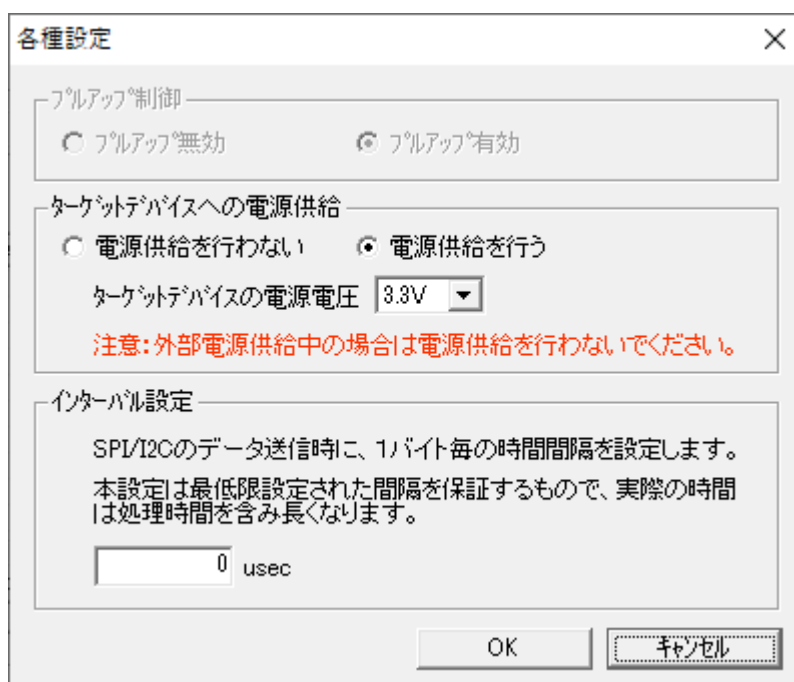 各種設定
ﾌﾟﾙｱｯﾌﾟ制御
ﾌﾟﾙｱｯﾌﾟ無効 ﾌﾟﾙｱｯﾌﾟ有効
ﾀｰｹﾞｯﾄﾃﾞﾊﾞｲｽへの電源供給
電源供給を行わない 電源供給を行う
ﾀｰｹﾞｯﾄﾃﾞﾊﾞｲｽの電源電圧 3.3V
注意：外部電源供給中の場合は電源供給を行わないでください。
ｲﾝﾀｰﾊﾞﾙ設定
SPI/I2Cのデータ送信時に、1バイト毎の時間間隔を設定します。
本設定は最低限設定された間隔を保証するもので、実際の時間
は処理時間を含み長くなります。
0 usec
OK ｷｬﾝｾﾙ